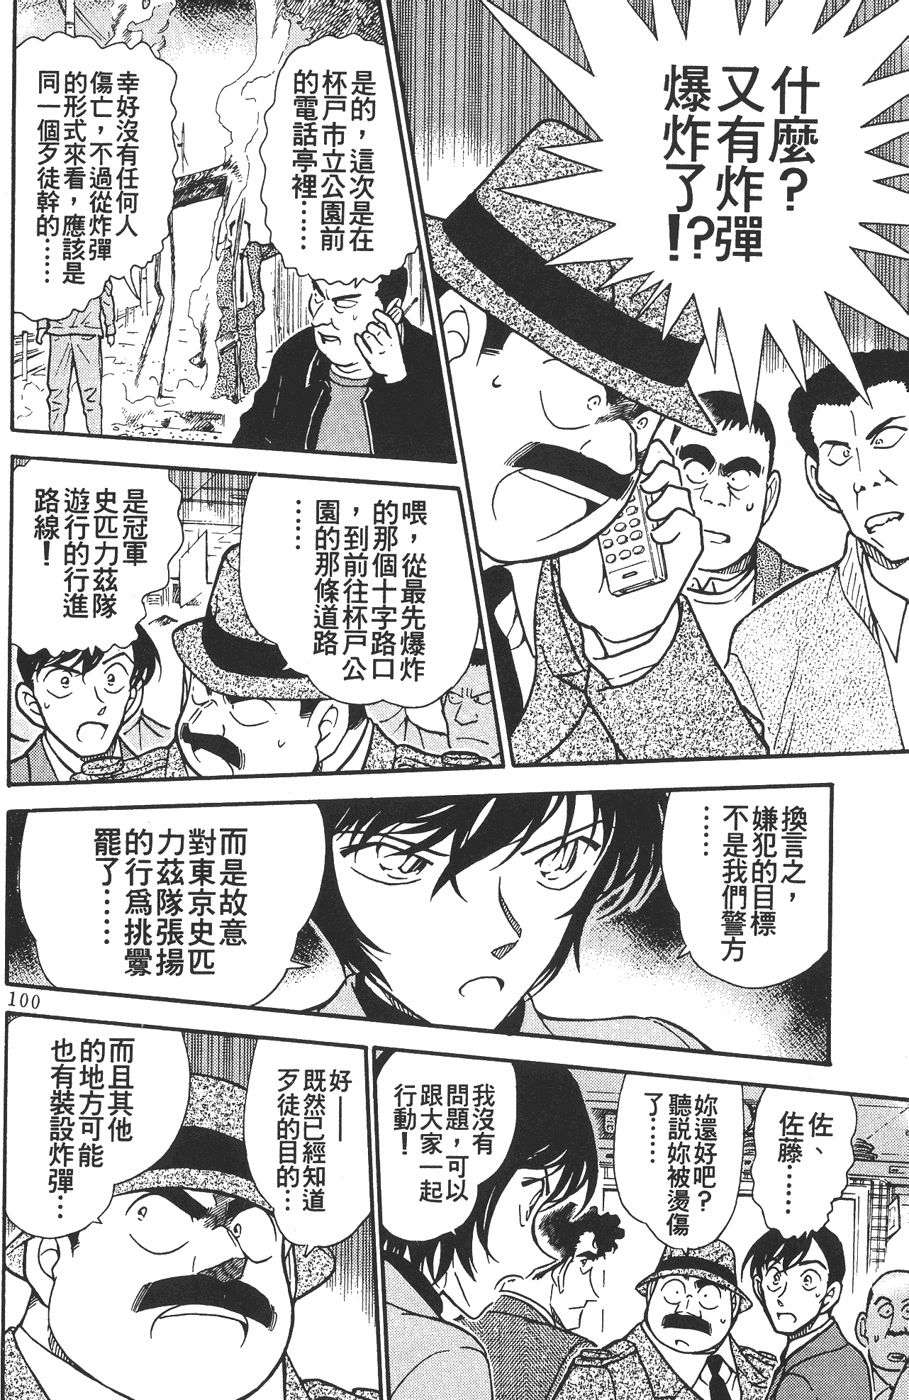 什麼？
又有炸彈
爆炸了！？
是的，這次是在
杯戶市立公園前
的電話亭裡……
幸好沒有任何人
傷亡，不過從炸彈
的形式來看，應該是
同一個歹徒幹的……
喂，從最先爆炸
的那個十字路口
，到前往杯戶公
園的那條道路
……
是冠軍
史匹力茲隊
遊行的行進
路線！
換言之，
嫌犯的目標
不是我們警方
……
而是故意
對東京史匹
力茲隊張揚
的行為挑釁
罷了……
100
佐、
佐藤……
妳還好吧？
聽説妳被燙傷
了……
我沒有
問題，可以
跟大家一起
行動！
好—
既然已經知道
歹徒的目的…
而且其他
的地方可能
也有裝設炸彈…